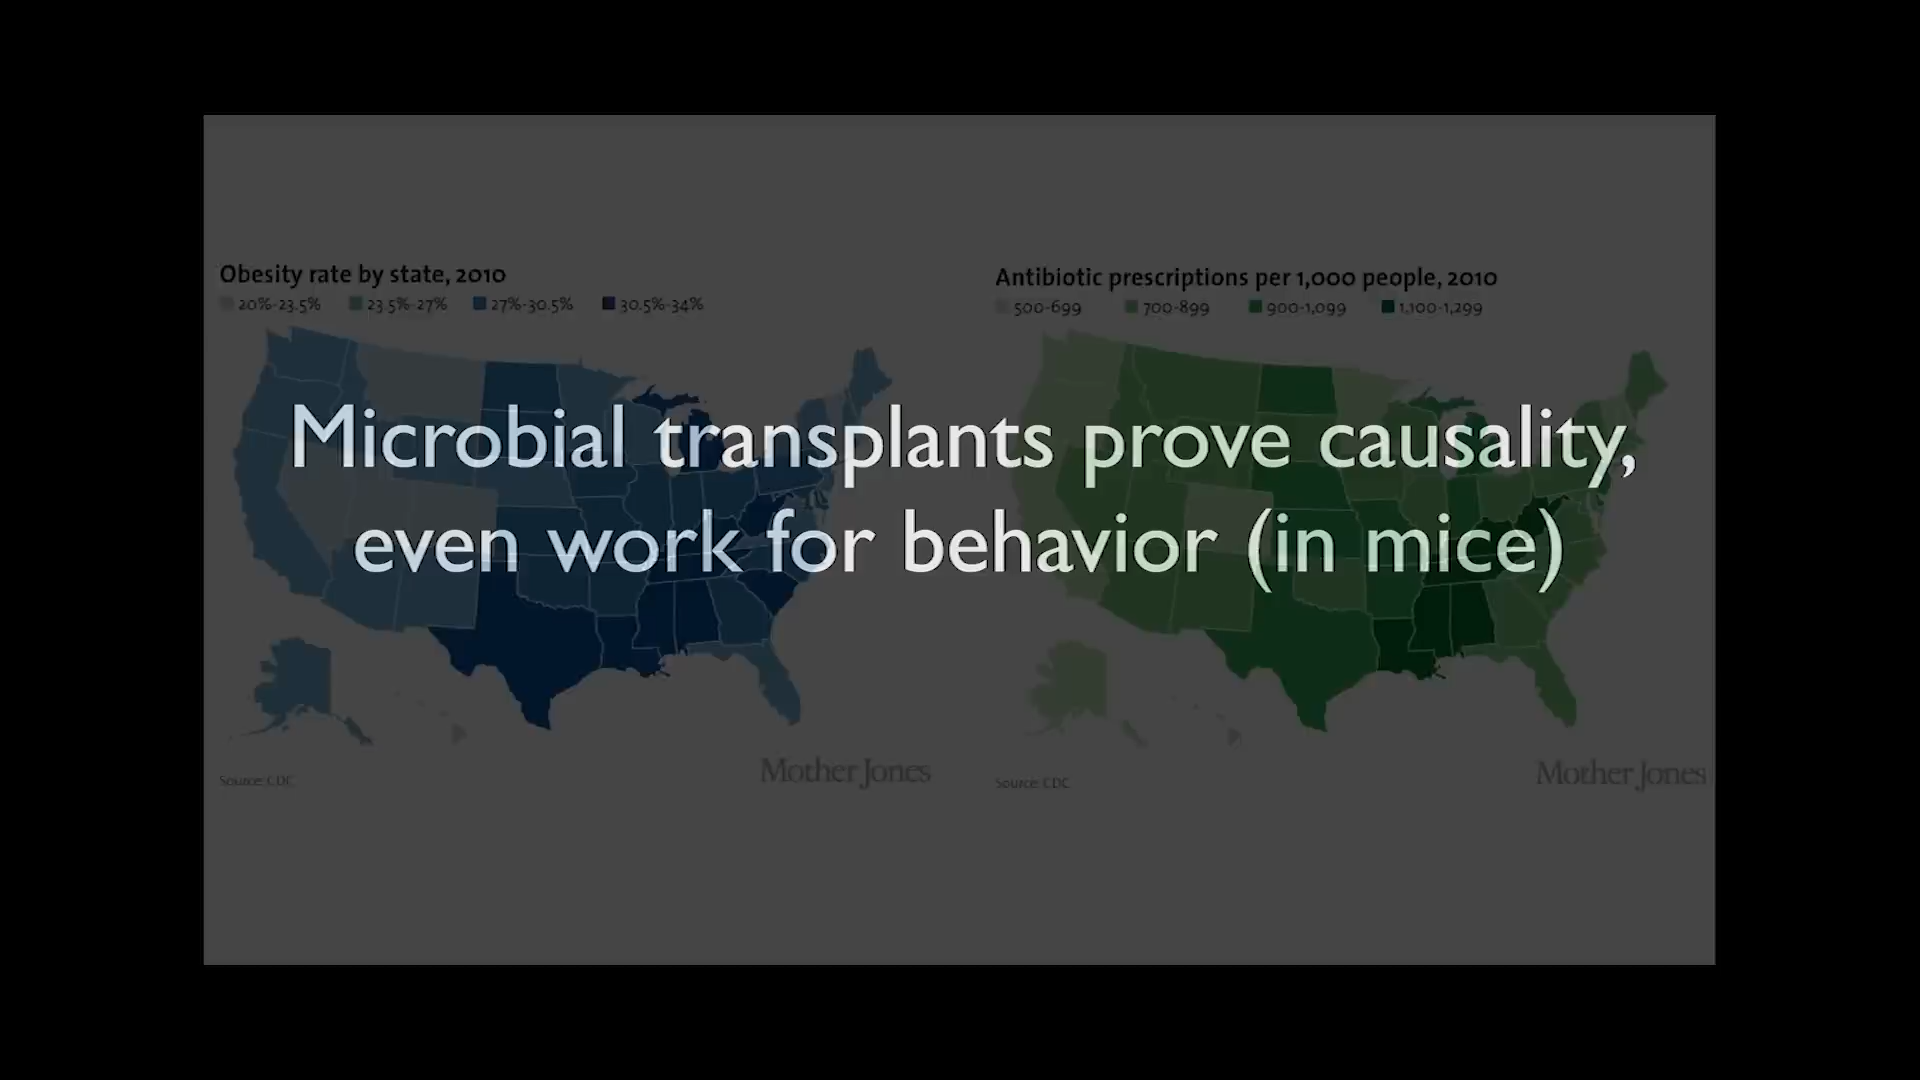 Obesity rate by state, 2010
20%-23.5% 23.5%-27% 27%-30.5% 30.5%-34%
Antibiotic prescriptions per 1,000 people, 2010
500-699 700-899 900-1,099 1,100-1,299
Microbial transplants prove causality,
even work for behavior (in mice)
Source: CDC
Mother Jones
Source: CDC
Mother Jones